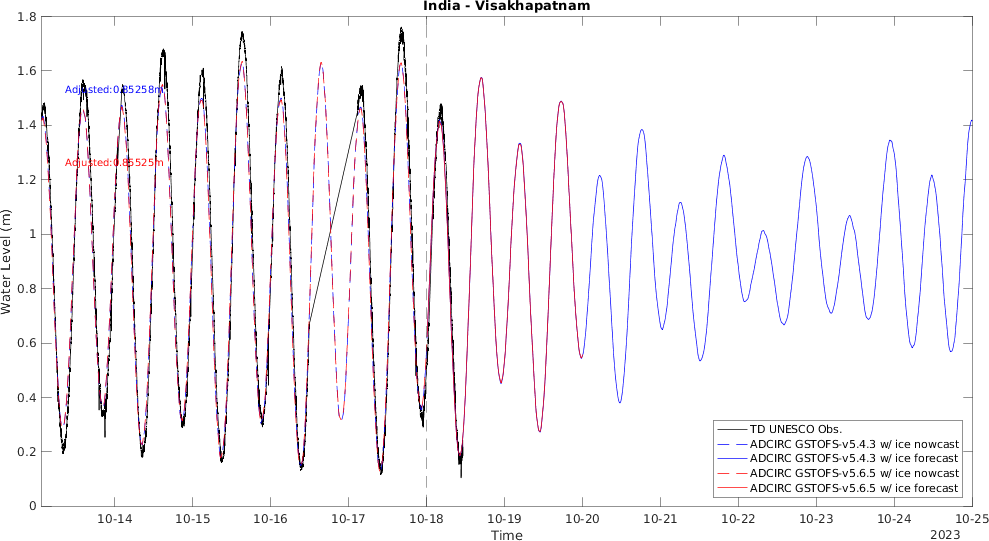 India - Visakhapatnam
Water Level (m)
1.8
1.6
1.4
1.2
1
0.8
0.6
0.4
0.2
0
Adjusted:0.85258m
Adjusted:0.85525m
TD UNESCO Obs.
ADCIRC GSTOFS-v5.4.3 w/ ice nowcast
ADCIRC GSTOFS-v5.4.3 w/ ice forecast
ADCIRC GSTOFS-v5.6.5 w/ ice nowcast
ADCIRC GSTOFS-v5.6.5 w/ ice forecast
10-14 10-15 10-16 10-17 10-18 10-19 10-20 10-21 10-22 10-23 10-24 10-25
Time
2023